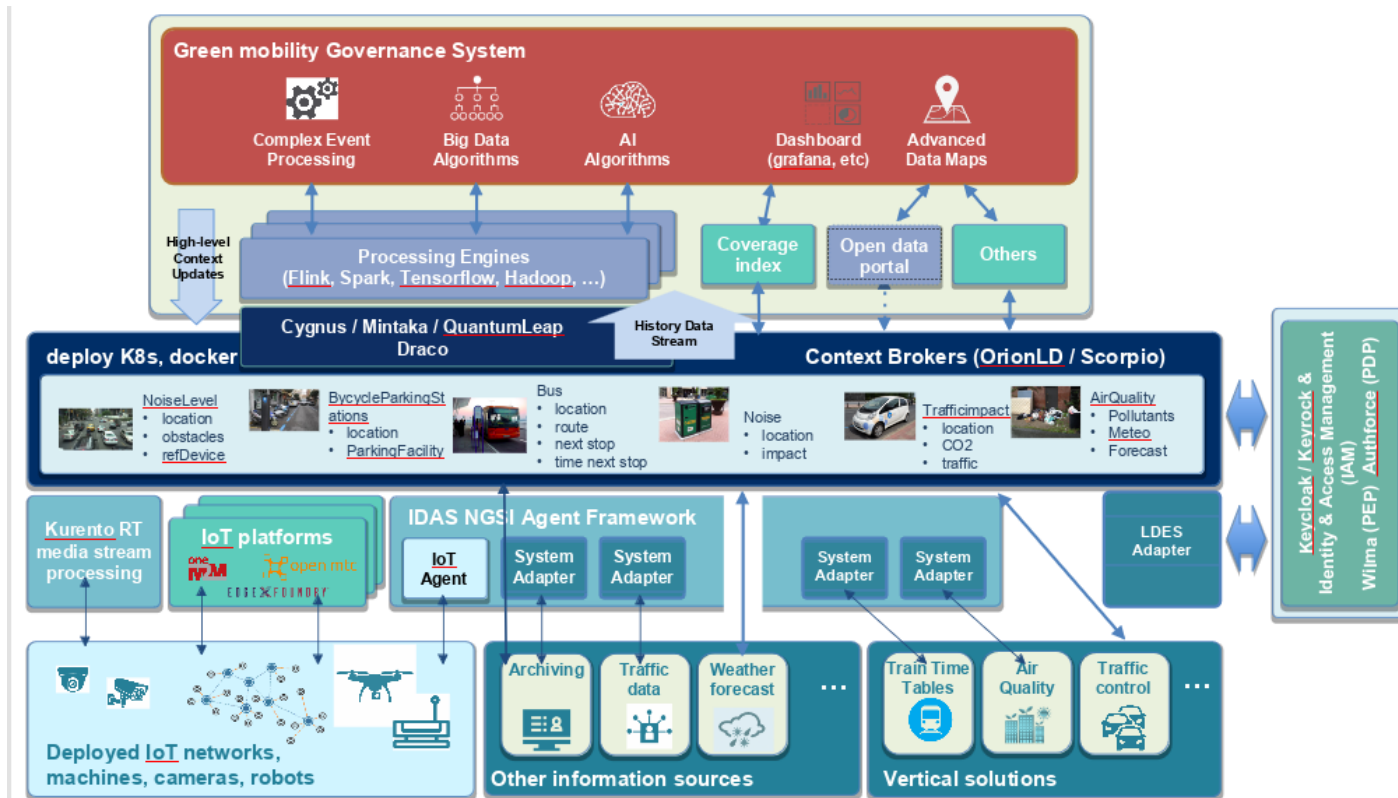 Green mobility Governance System
Complex Event
Processing
Big Data
Algorithms
AI
Algorithms
Dashboard
(grafana, etc)
Advanced
Data Maps
High-level
Context
Updates
Processing Engines
(Flink, Spark, Tensorflow, Hadoop, …)
Coverage
index
Open data
portal
Others
Cygnus / Mintaka / QuantumLeap
Draco
History Data
Stream
deploy K8s, docker
Context Brokers (OrionLD / Scorpio)
NoiseLevel
• location
• obstacles
• refDevice
BycycleParkingSt
ations
• location
• ParkingFacility
Bus
• location
• route
• next stop
• time next stop
Noise
• location
• impact
Trafficimpact
• location
• CO2
• traffic
AirQuality
• Pollutants
• Meteo
• Forecast
Keycloak / Keyrock &
Identity & Access Management
(IAM)
Wilma (PEP) Authforce (PDP)
Kurento RT
media stream
processing
IoT platforms
one
M2M
open mtc
EDGE X FOUNDRY
IDAS NGSI Agent Framework
IoT
Agent
System
Adapter
System
Adapter
System
Adapter
System
Adapter
LDES
Adapter
Deployed IoT networks,
machines, cameras, robots
Archiving
Traffic
data
Weather
forecast
...
Other information sources
Train Time
Tables
Air
Quality
Traffic
control
...
Vertical solutions